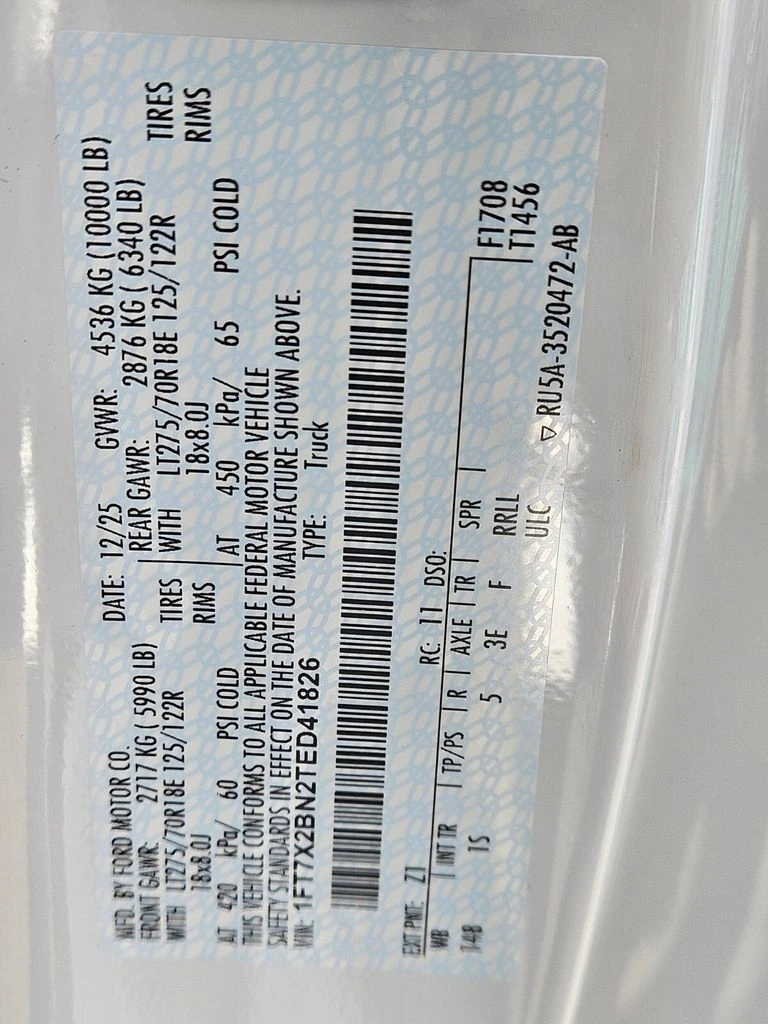 MFD. BY FORD MOTOR CO.
DATE: 12/25 GVWR: 4536 KG (10000 LB)
FRONT GAWR: 2717 KG ( 5990 LB) REAR GAWR: 2876 KG ( 6340 LB)
WITH LT275/70R18E 125/122R TIRES WITH LT275/70R18E 125/122R TIRES
18x8.0J RIMS 18x8.0J RIMS
AT 420 kPa/ 60 PSI COLD AT 450 kPa/ 65 PSI COLD
THIS VEHICLE CONFORMS TO ALL APPLICABLE FEDERAL MOTOR VEHICLE
SAFETY STANDARDS IN EFFECT ON THE DATE OF MANUFACTURE SHOWN ABOVE.
VIN: 1FT7X2BN2TED41826 TYPE: Truck
EXT PNT: Z1 RC: 11 DSO:
WB INT TR TP/PS R AXLE TR SPR F1708
148 1S 5 3E F RRLL T1456
ULC ▽ RU5A-3520472-AB